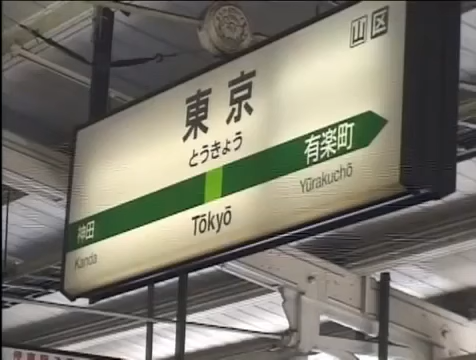 山 区
東京
とうきょう
神田 有楽町
Kanda Tōkyō Yūrakuchō